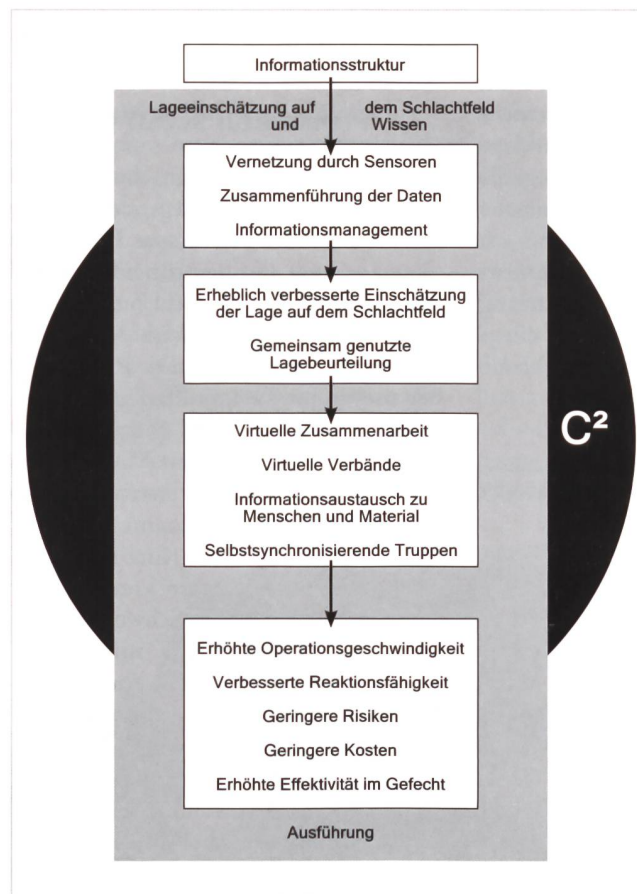 Informationsstruktur
Lageeinschätzung auf dem Schlachtfeld
und Wissen
Vernetzung durch Sensoren
Zusammenführung der Daten
Informationsmanagement
Erheblich verbesserte Einschätzung
der Lage auf dem Schlachtfeld
Gemeinsam genutzte
Lagebeurteilung
C²
Virtuelle Zusammenarbeit
Virtuelle Verbände
Informationsaustausch zu
Menschen und Material
Selbstsynchronisierende Truppen
Erhöhte Operationsgeschwindigkeit
Verbesserte Reaktionsfähigkeit
Geringere Risiken
Geringere Kosten
Erhöhte Effektivität im Gefecht
Ausführung